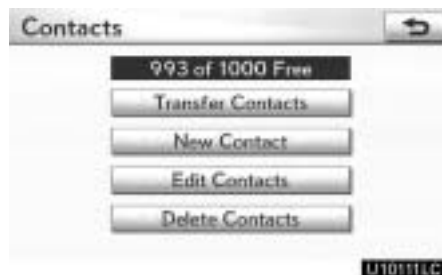 Contacts
993 of 1000 Free
Transfer Contacts
New Contact
Edit Contacts
Delete Contacts
U10111LC